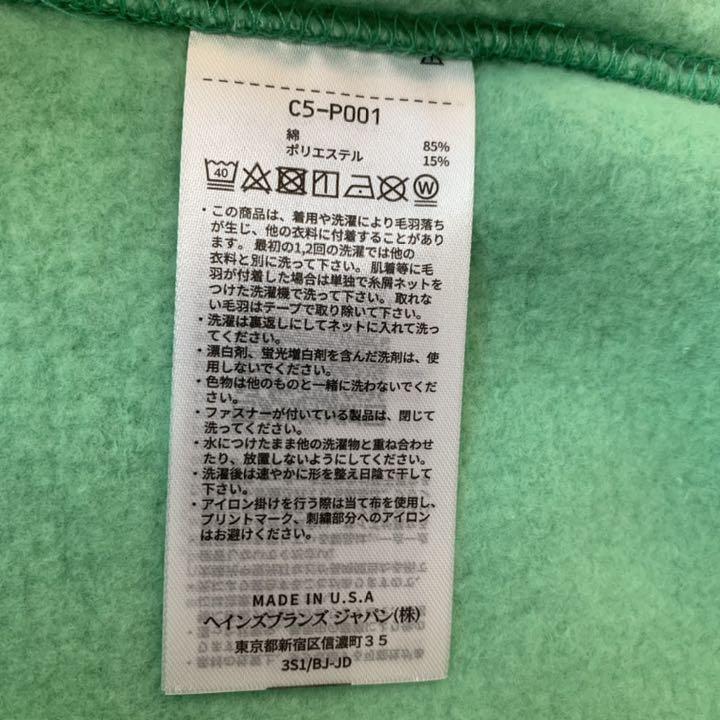 C5-P001
綿 85%
ポリエステル 15%
40
W
・この商品は、着用や洗濯により毛羽落ち
が生じ、他の衣料に付着することがあり
ます。 最初の1,2回の洗濯では他の
衣料と別に洗って下さい。 肌着等に毛
羽が付着した場合は単独で糸屑ネットを
つけた洗濯機で洗って下さい。 取れな
い毛羽はテープで取り除いて下さい。
・洗濯は裏返しにしてネットに入れて洗っ
てください。
・漂白剤、蛍光増白剤を含んだ洗剤は、使
用しないでください。
・色物は他のものと一緒に洗わないでくだ
さい。
・ファスナーが付いている製品は、閉じて
洗ってください。
・水につけたまま他の洗濯物と重ね合わせ
たり、放置しないようにしてください。
・洗濯後は速やかに形を整え日陰で干して
下さい。
・アイロン掛けを行う際は当て布を使用し、
プリントマーク、刺繍部分へのアイロン
はお避けください。
MADE IN U.S.A
ヘインズブランズ ジャパン(株)
東京都新宿区信濃町３５
3S1/BJ-JD